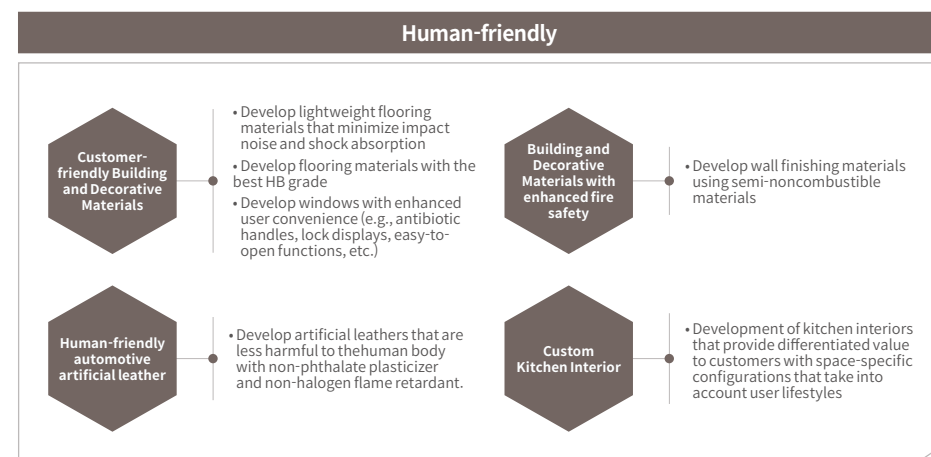 Human-friendly
Customer-
friendly Building
and Decorative
Materials
• Develop lightweight flooring
materials that minimize impact
noise and shock absorption
• Develop flooring materials with the
best HB grade
• Develop windows with enhanced
user convenience (e.g., antibiotic
handles, lock displays, easy-to-
open functions, etc.)
Building and
Decorative
Materials with
enhanced fire
safety
• Develop wall finishing materials
using semi-noncombustible
materials
Human-friendly
automotive
artificial leather
• Develop artificial leathers that are
less harmful to thehuman body
with non-phthalate plasticizer
and non-halogen flame retardant.
Custom
Kitchen Interior
• Development of kitchen interiors
that provide differentiated value
to customers with space-specific
configurations that take into
account user lifestyles